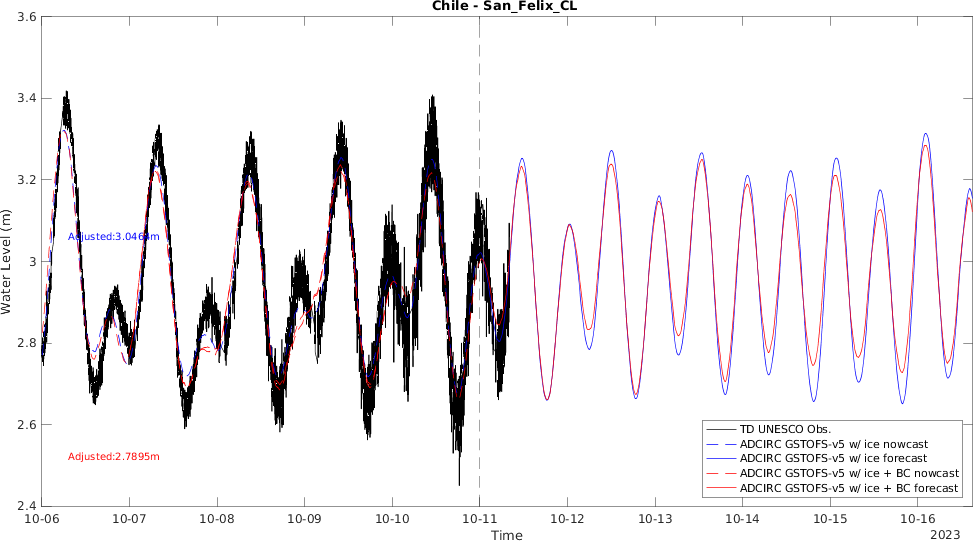 Chile - San_Felix_CL
3.6
3.4
3.2
3
2.8
2.6
2.4
Water Level (m)
Adjusted:3.0464m
Adjusted:2.7895m
TD UNESCO Obs.
ADCIRC GSTOFS-v5 w/ ice nowcast
ADCIRC GSTOFS-v5 w/ ice forecast
ADCIRC GSTOFS-v5 w/ ice + BC nowcast
ADCIRC GSTOFS-v5 w/ ice + BC forecast
10-06 10-07 10-08 10-09 10-10 10-11 10-12 10-13 10-14 10-15 10-16
Time
2023